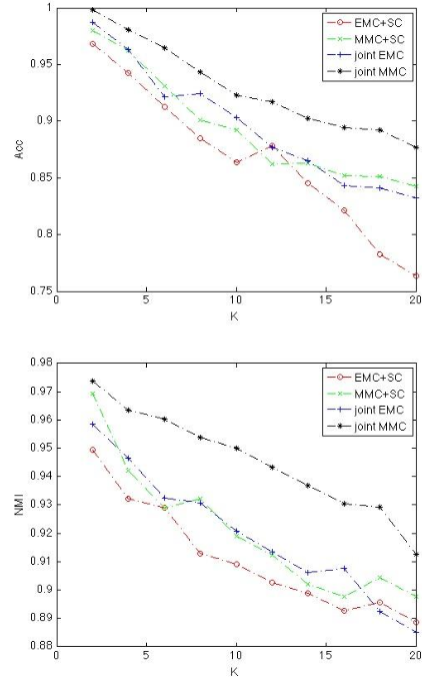 1
0.95
0.9
0.85
0.8
0.75
Acc
0
5
10
15
20
K
EMC+SC
MMC+SC
joint EMC
joint MMC
0.98
0.97
0.96
0.95
0.94
0.93
0.92
0.91
0.9
0.89
0.88
NMI
0
5
10
15
20
K
EMC+SC
MMC+SC
joint EMC
joint MMC